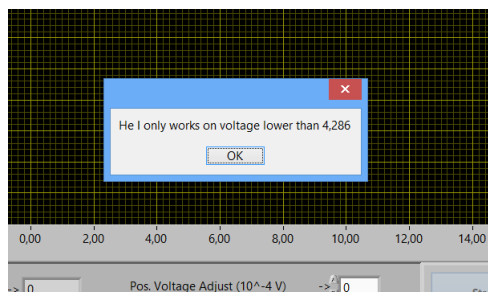 He I only works on voltage lower than 4,286
OK
0,00 2,00 4,00 6,00 8,00 10,00 12,00 14,00
-> 0 Pos. Voltage Adjust (10^-4 V) -> 0